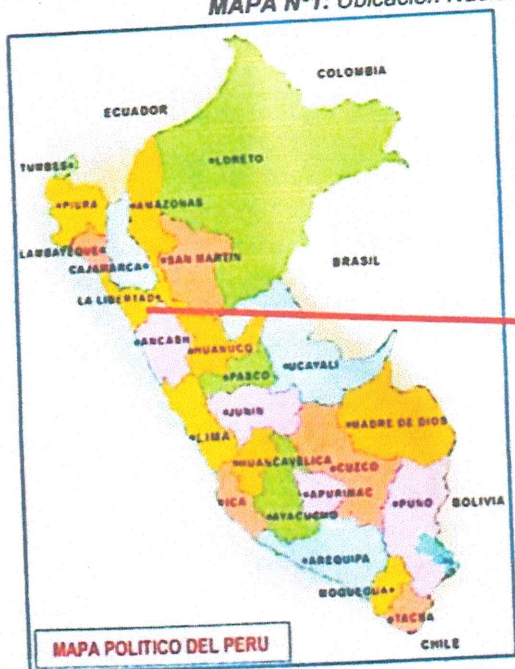 MAPA Nº1: Ubicación
COLOMBIA
ECUADOR
TUMBES
LORETO
PIURA
AMAZONAS
LAMBAYEQUE
CAJAMARCA
SAN MARTIN
BRASIL
LA LIBERTAD
ANCASH
HUANUCO
UCAYALI
PASCO
JUNIN
MADRE DE DIOS
LIMA
HUANCAVELICA
CUZCO
ICA
APURIMAC
PUNO
BOLIVIA
AYACUCHO
AREQUIPA
MOQUEGUA
TACNA
MAPA POLITICO DEL PERU
CHILE